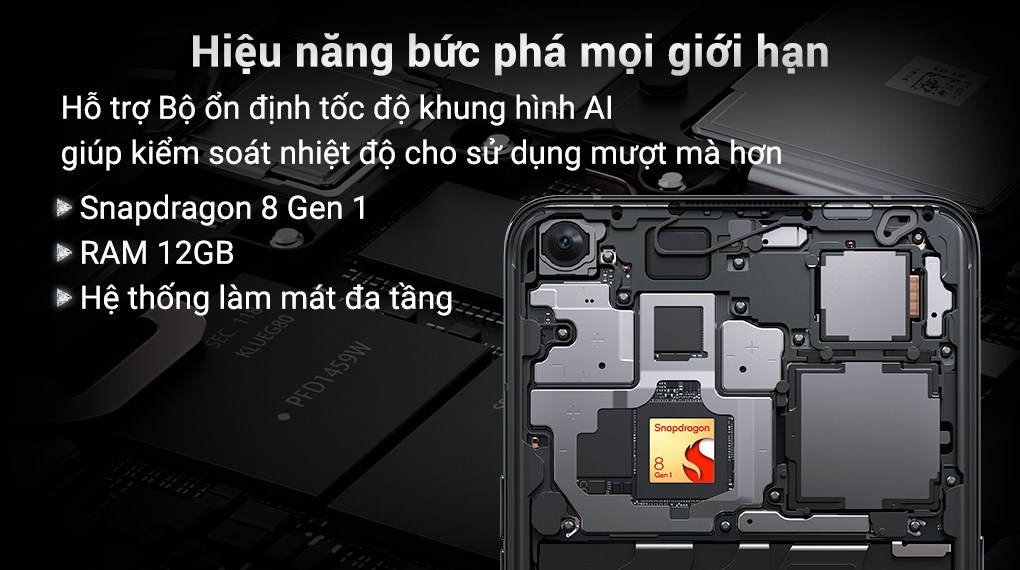 Hiệu năng bức phá mọi giới hạn
Hỗ trợ Bộ ổn định tốc độ khung hình AI
giúp kiểm soát nhiệt độ cho sử dụng mượt mà hơn
Snapdragon 8 Gen 1
RAM 12GB
Hệ thống làm mát đa tầng
KLUEG80
PFD1459W
Snapdragon
8
Gen 1